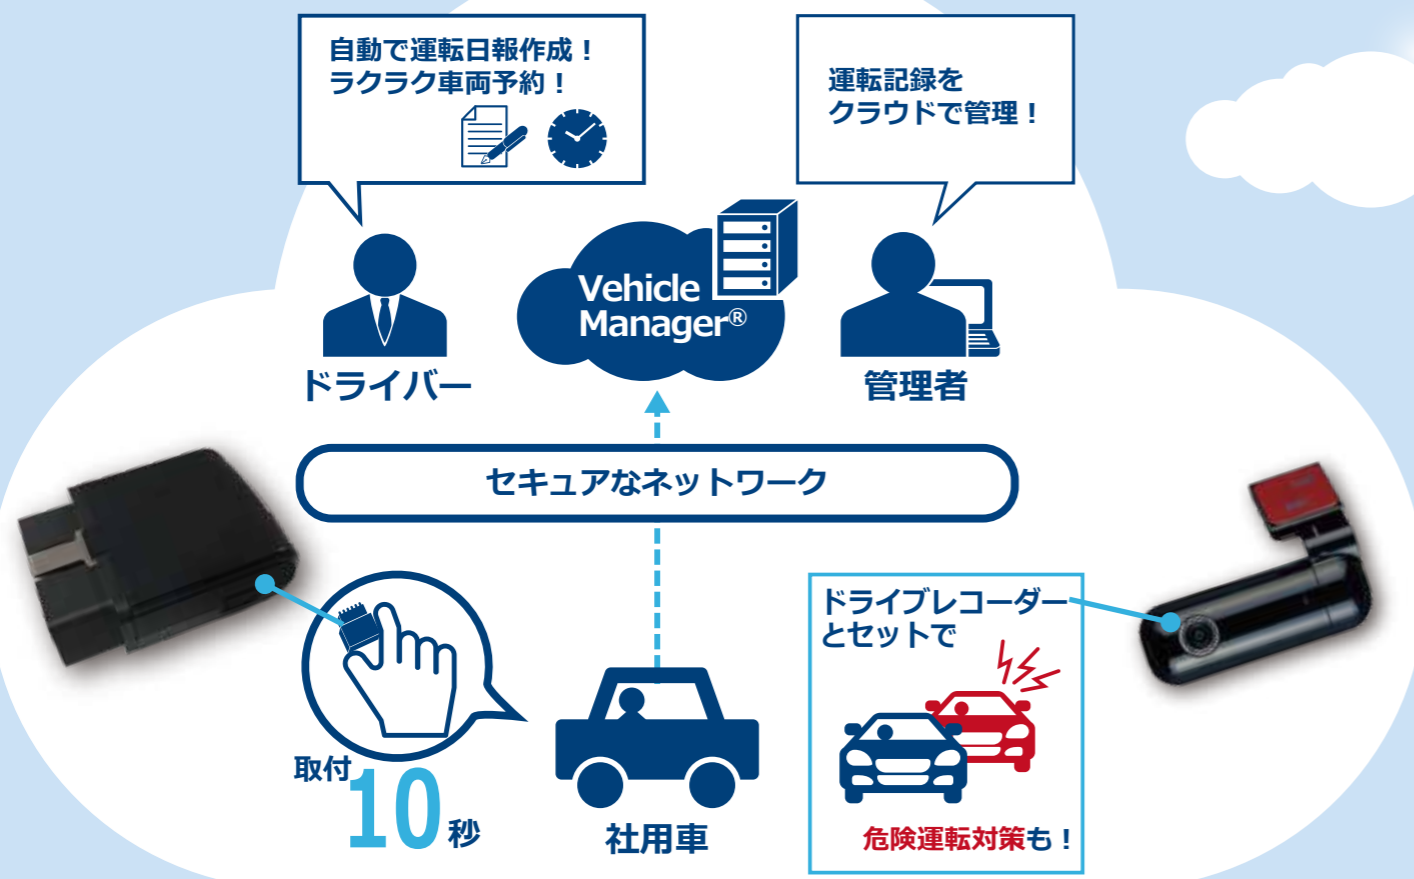 自動で運転日報作成！
ラクラク車両予約！
運転記録を
クラウドで管理！
Vehicle
Manager®
ドライバー
管理者
セキュアなネットワーク
ドライブレコーダー
とセットで
取付
10秒
社用車
危険運転対策も！